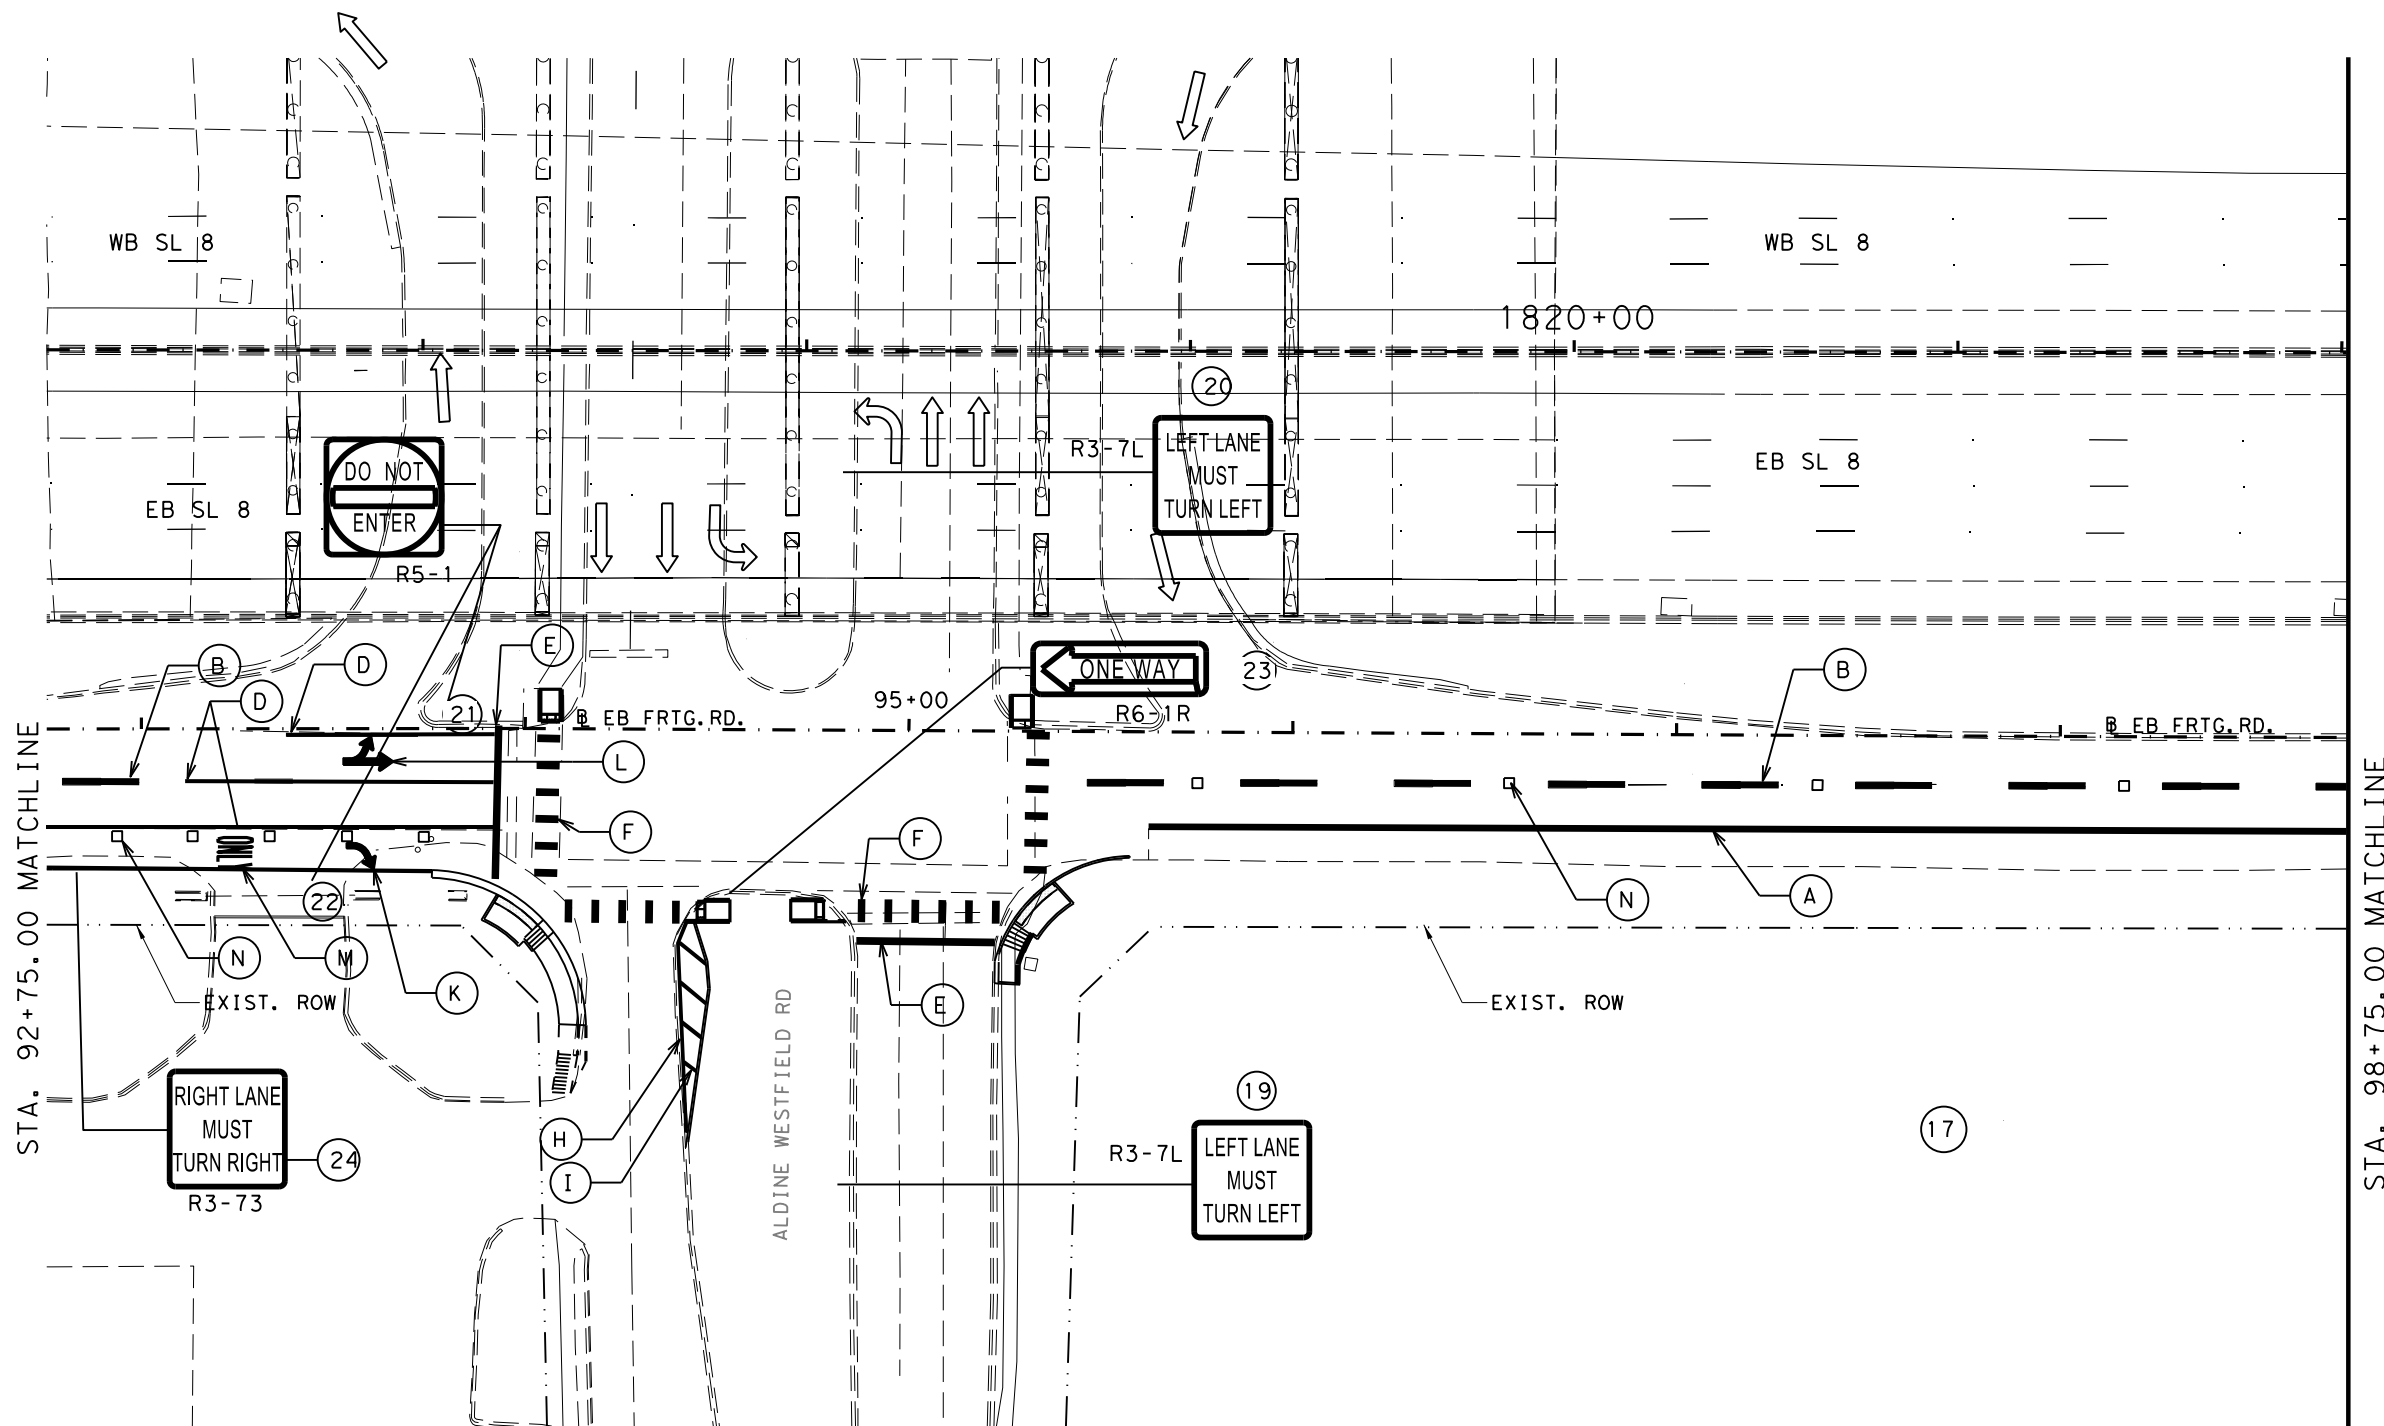 WB SL 8
WB SL 8
1820+00
20
R3-7L
LEFT LANE
MUST
TURN LEFT
DO NOT
ENTER
R5-1
EB SL 8
EB SL 8
B
D
E
D
21
B EB FRTG.RD.
95+00
ONE WAY
R6-1R
23
B
B EB FRTG.RD.
L
F
F
N
A
22
N
M
K
E
EXIST. ROW
EXIST. ROW
STA. 92+75.00 MATCHLINE
STA. 98+75.00 MATCHLINE
ALDINE WESTFIELD RD
RIGHT LANE
MUST
TURN RIGHT
R3-73
24
H
I
19
R3-7L
LEFT LANE
MUST
TURN LEFT
17
ONLY